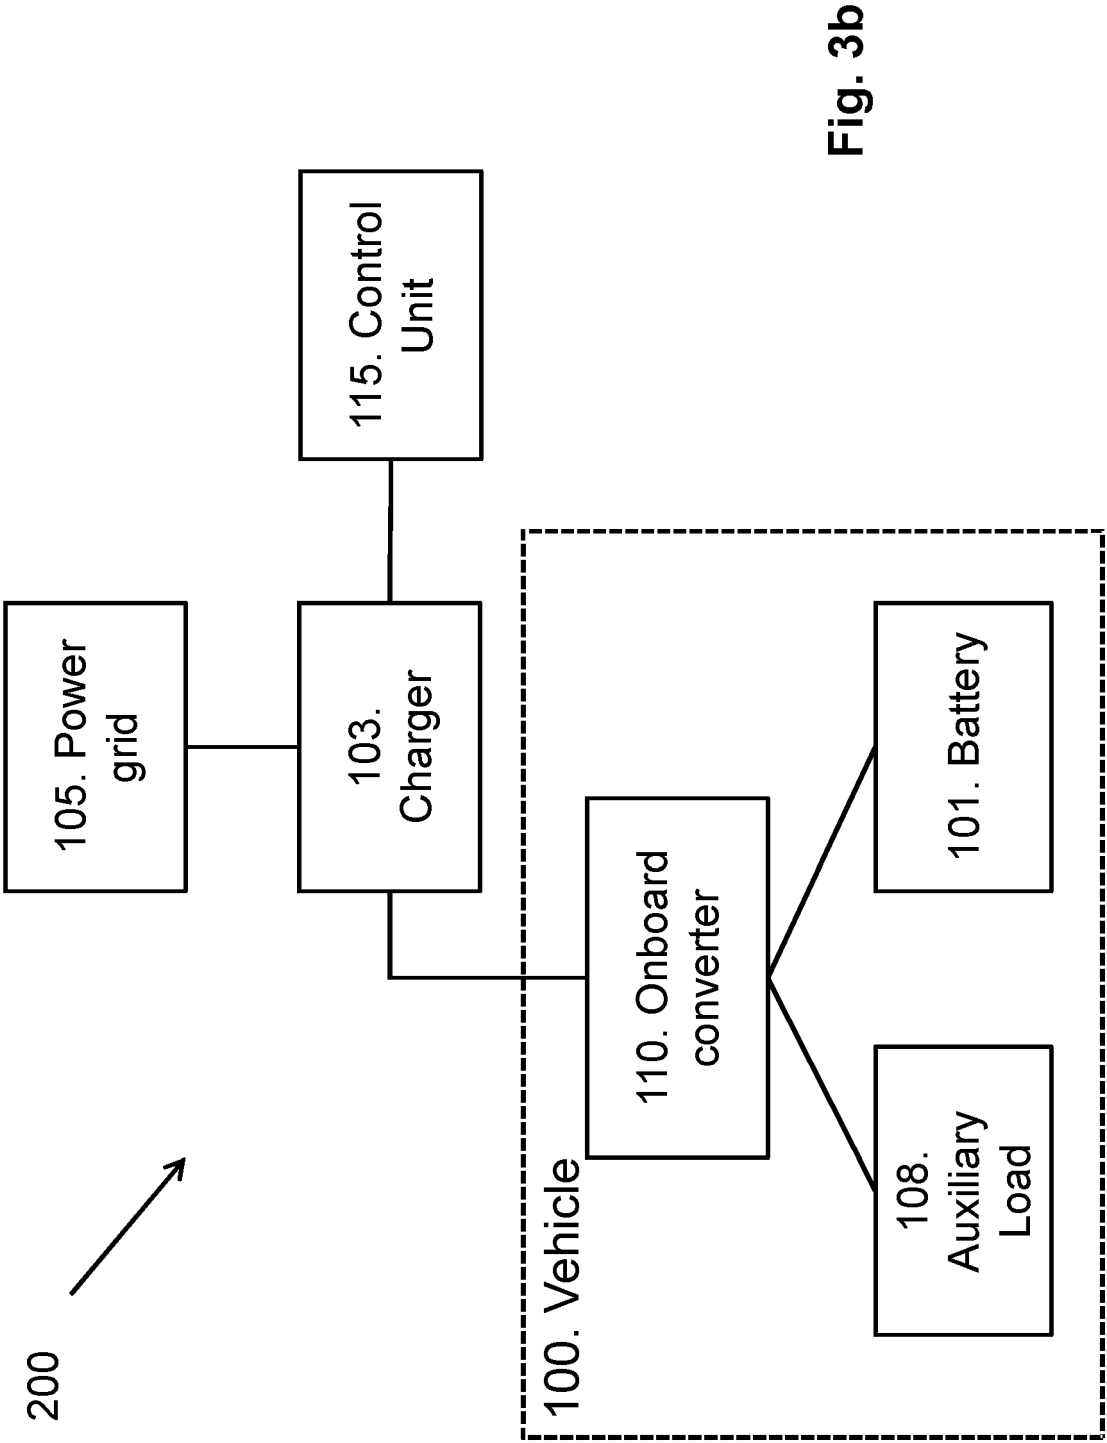 200
105. Power
grid
103.
Charger
115. Control
Unit
100. Vehicle
110. Onboard
converter
108.
Auxiliary
Load
101. Battery
Fig. 3b